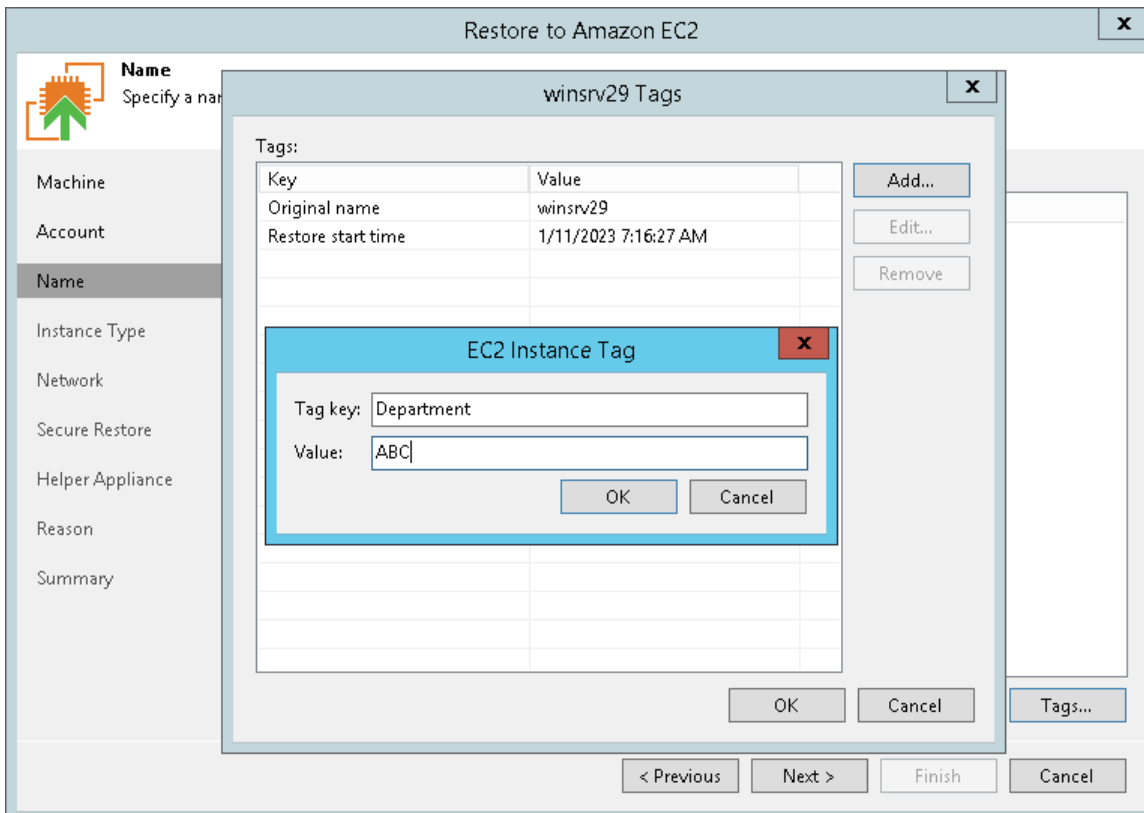 Restore to Amazon EC2
x
Name
Specify a nar
winsrv29 Tags
x
Tags:
Key Value
Original name winsrv29
Restore start time 1/11/2023 7:16:27 AM
Add...
Edit...
Remove
Machine
Account
Name
Instance Type
Network
Secure Restore
Helper Appliance
Reason
Summary
EC2 Instance Tag
x
Tag key: Department
Value: ABC
OK Cancel
OK Cancel
Tags...
< Previous Next > Finish Cancel